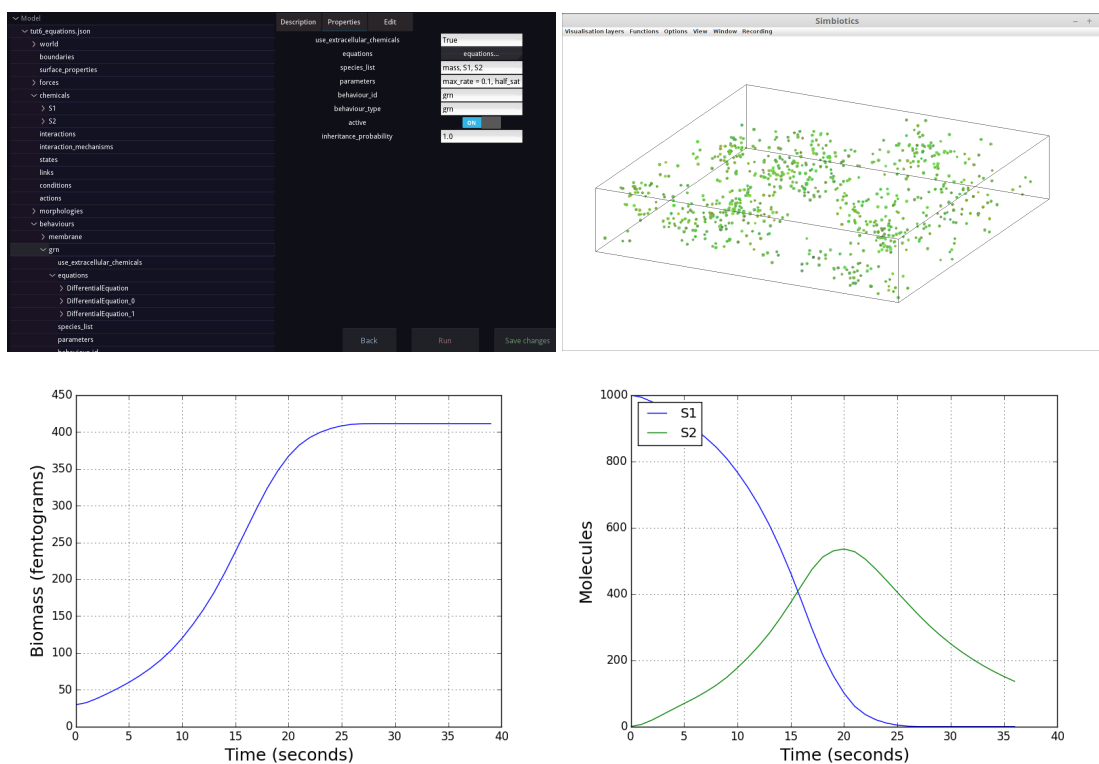 Model
tut6_equations.json
world
boundaries
surface_properties
forces
chemicals
S1
S2
interactions
interaction_mechanisms
states
links
conditions
actions
morphologies
behaviours
membrane
grn
use_extracellular_chemicals
equations
DifferentialEquation
DifferentialEquation_0
DifferentialEquation_1
species_list
parameters
behaviour_id
Description Properties Edit
use_extracellular_chemicals True
equations equations...
species_list mass, S1, S2
parameters max_rate = 0.1, half_sat
behaviour_id grn
behaviour_type grn
active ON
inheritance_probability 1.0
Back Run Save changes
Simbiotics
Visualisation layers Functions Options View Window Recording
450
400
350
300
250
200
150
100
50
0
0 5 10 15 20 25 30 35 40
Biomass (femtograms)
Time (seconds)
1000
800
600
400
200
0
S1
S2
0 5 10 15 20 25 30 35 40
Molecules
Time (seconds)